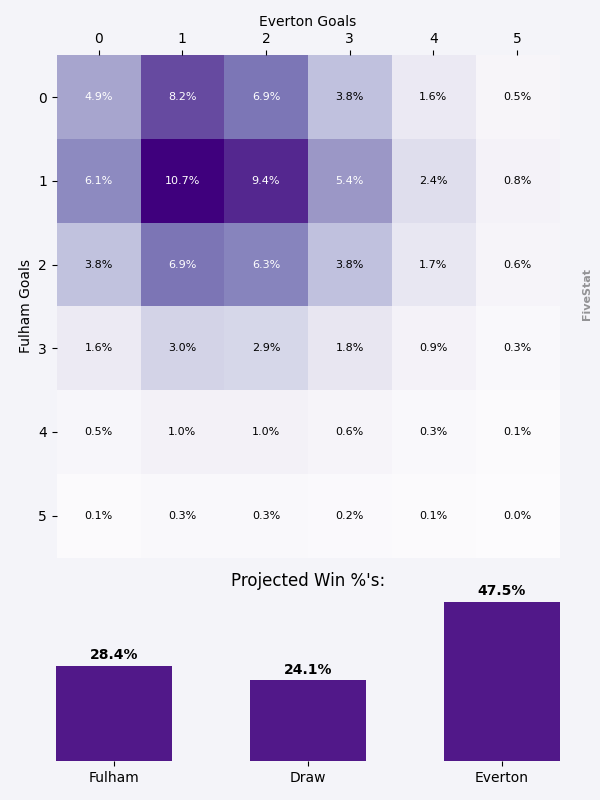 Everton Goals
0 1 2 3 4 5
0 4.9% 8.2% 6.9% 3.8% 1.6% 0.5%
1 6.1% 10.7% 9.4% 5.4% 2.4% 0.8%
2 3.8% 6.9% 6.3% 3.8% 1.7% 0.6%
3 1.6% 3.0% 2.9% 1.8% 0.9% 0.3%
4 0.5% 1.0% 1.0% 0.6% 0.3% 0.1%
5 0.1% 0.3% 0.3% 0.2% 0.1% 0.0%
Fulham Goals
FiveStat
Projected Win %'s:
28.4% 24.1% 47.5%
Fulham Draw Everton